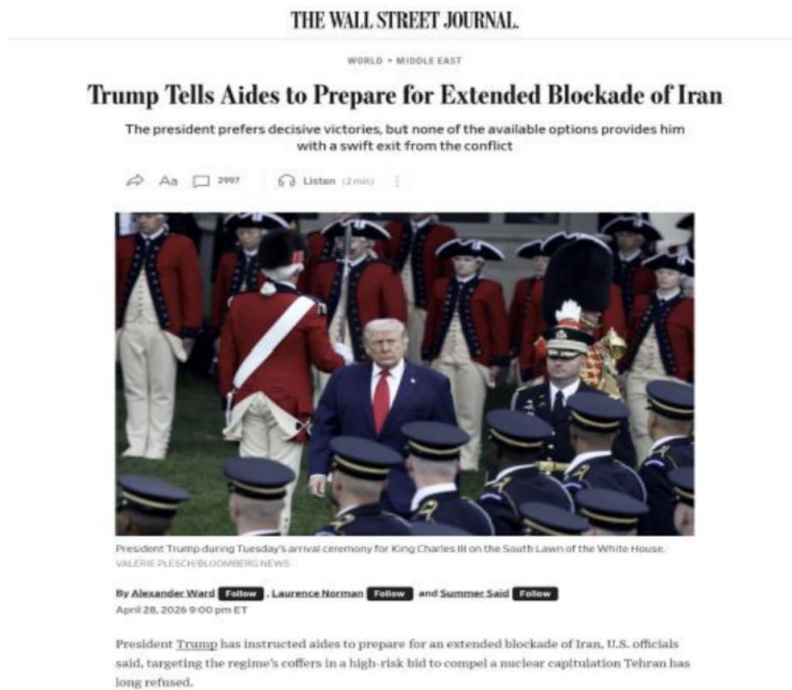 THE WALL STREET JOURNAL.
WORLD • MIDDLE EAST
Trump Tells Aides to Prepare for Extended Blockade of Iran
The president prefers decisive victories, but none of the available options provides him
with a swift exit from the conflict
Aa 2997 Listen (2 min)
President Trump during Tuesday's arrival ceremony for King Charles III on the South Lawn of the White House.
VALERIE PLESCH/BLOOMBERG NEWS
By Alexander Ward Follow , Laurence Norman Follow and Summer Said Follow
April 28, 2026 9:00 pm ET
President Trump has instructed aides to prepare for an extended blockade of Iran, U.S. officials
said, targeting the regime's coffers in a high-risk bid to compel a nuclear capitulation Tehran has
long refused.